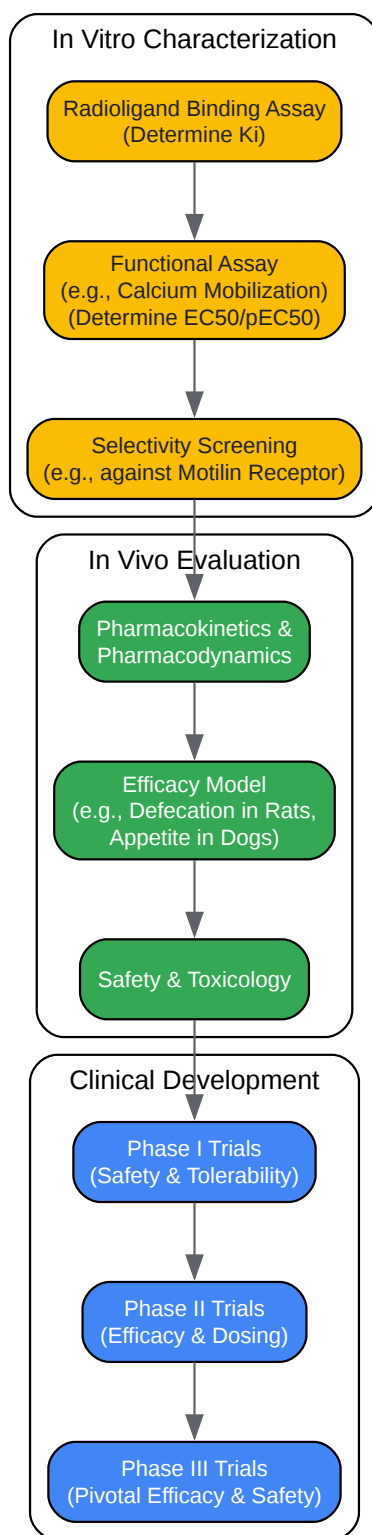 In Vitro Characterization
Radioligand Binding Assay
(Determine Ki)
Functional Assay
(e.g., Calcium Mobilization)
(Determine EC50/pEC50)
Selectivity Screening
(e.g., against Motilin Receptor)
In Vivo Evaluation
Pharmacokinetics &
Pharmacodynamics
Efficacy Model
(e.g., Defecation in Rats,
Appetite in Dogs)
Safety & Toxicology
Clinical Development
Phase I Trials
(Safety & Tolerability)
Phase II Trials
(Efficacy & Dosing)
Phase III Trials
(Pivotal Efficacy & Safety)